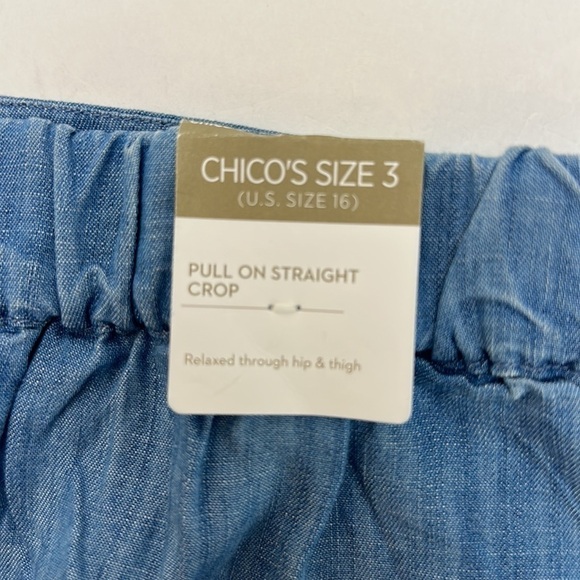 CHICO'S SIZE 3
(U.S. SIZE 16)
PULL ON STRAIGHT
CROP
Relaxed through hip & thigh